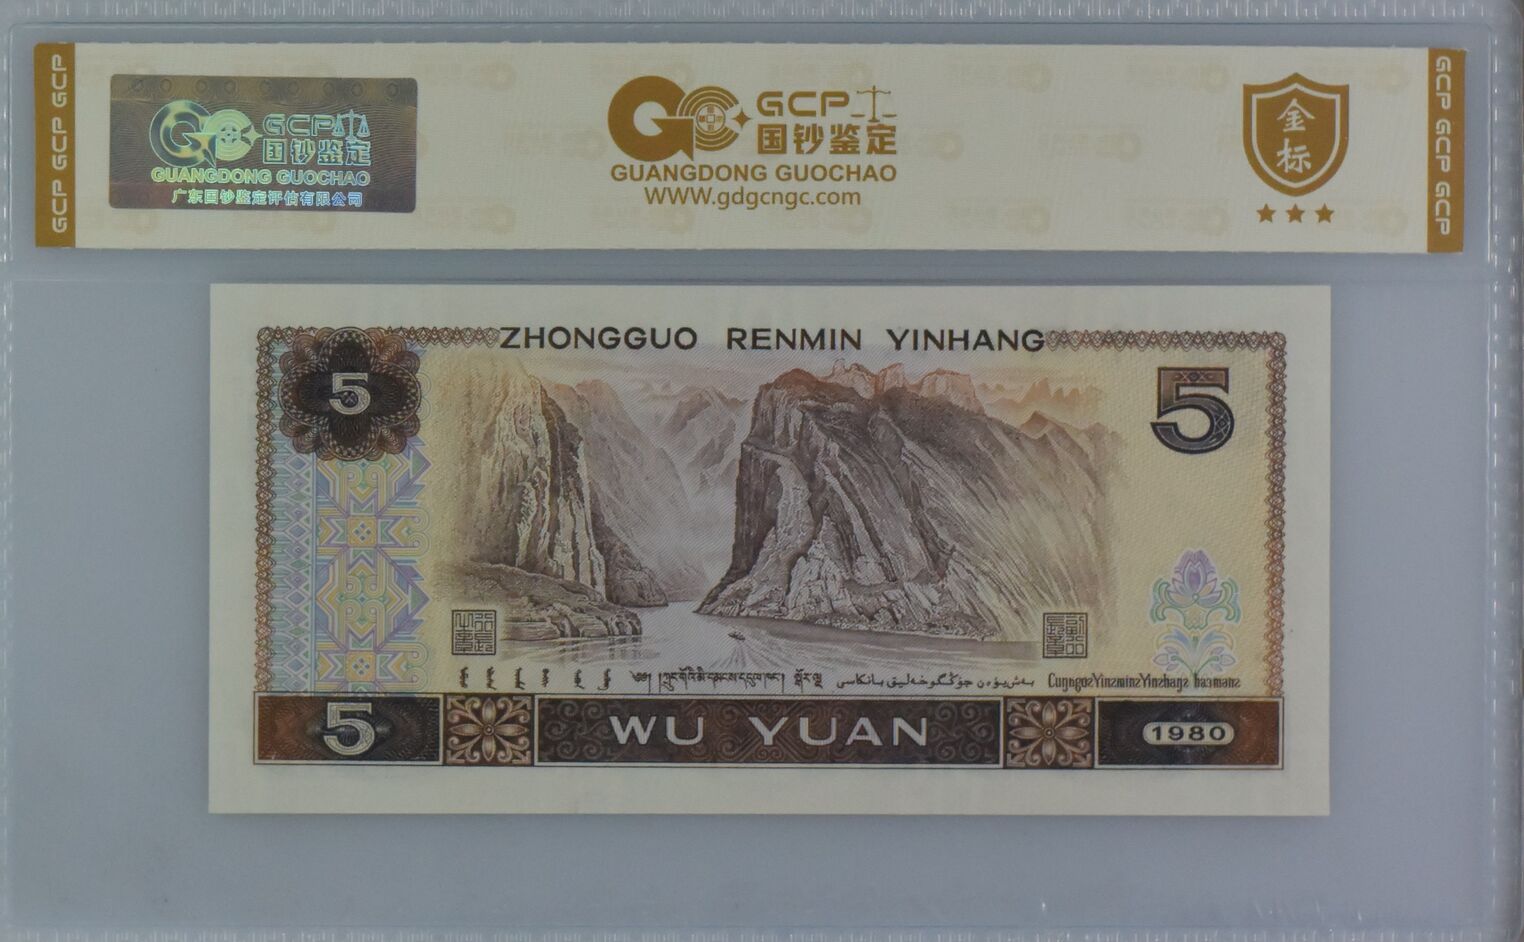 GCP GCP GCP
GCP 国钞鉴定
GUANGDONG GUOCHAO
广东国钞鉴定评估有限公司
GCP
国钞鉴定
GUANGDONG GUOCHAO
WWW.gdgcngc.com
金标
GCP GCP GCP
ZHONGGUO RENMIN YINHANG
5
5
5
WU YUAN
1980